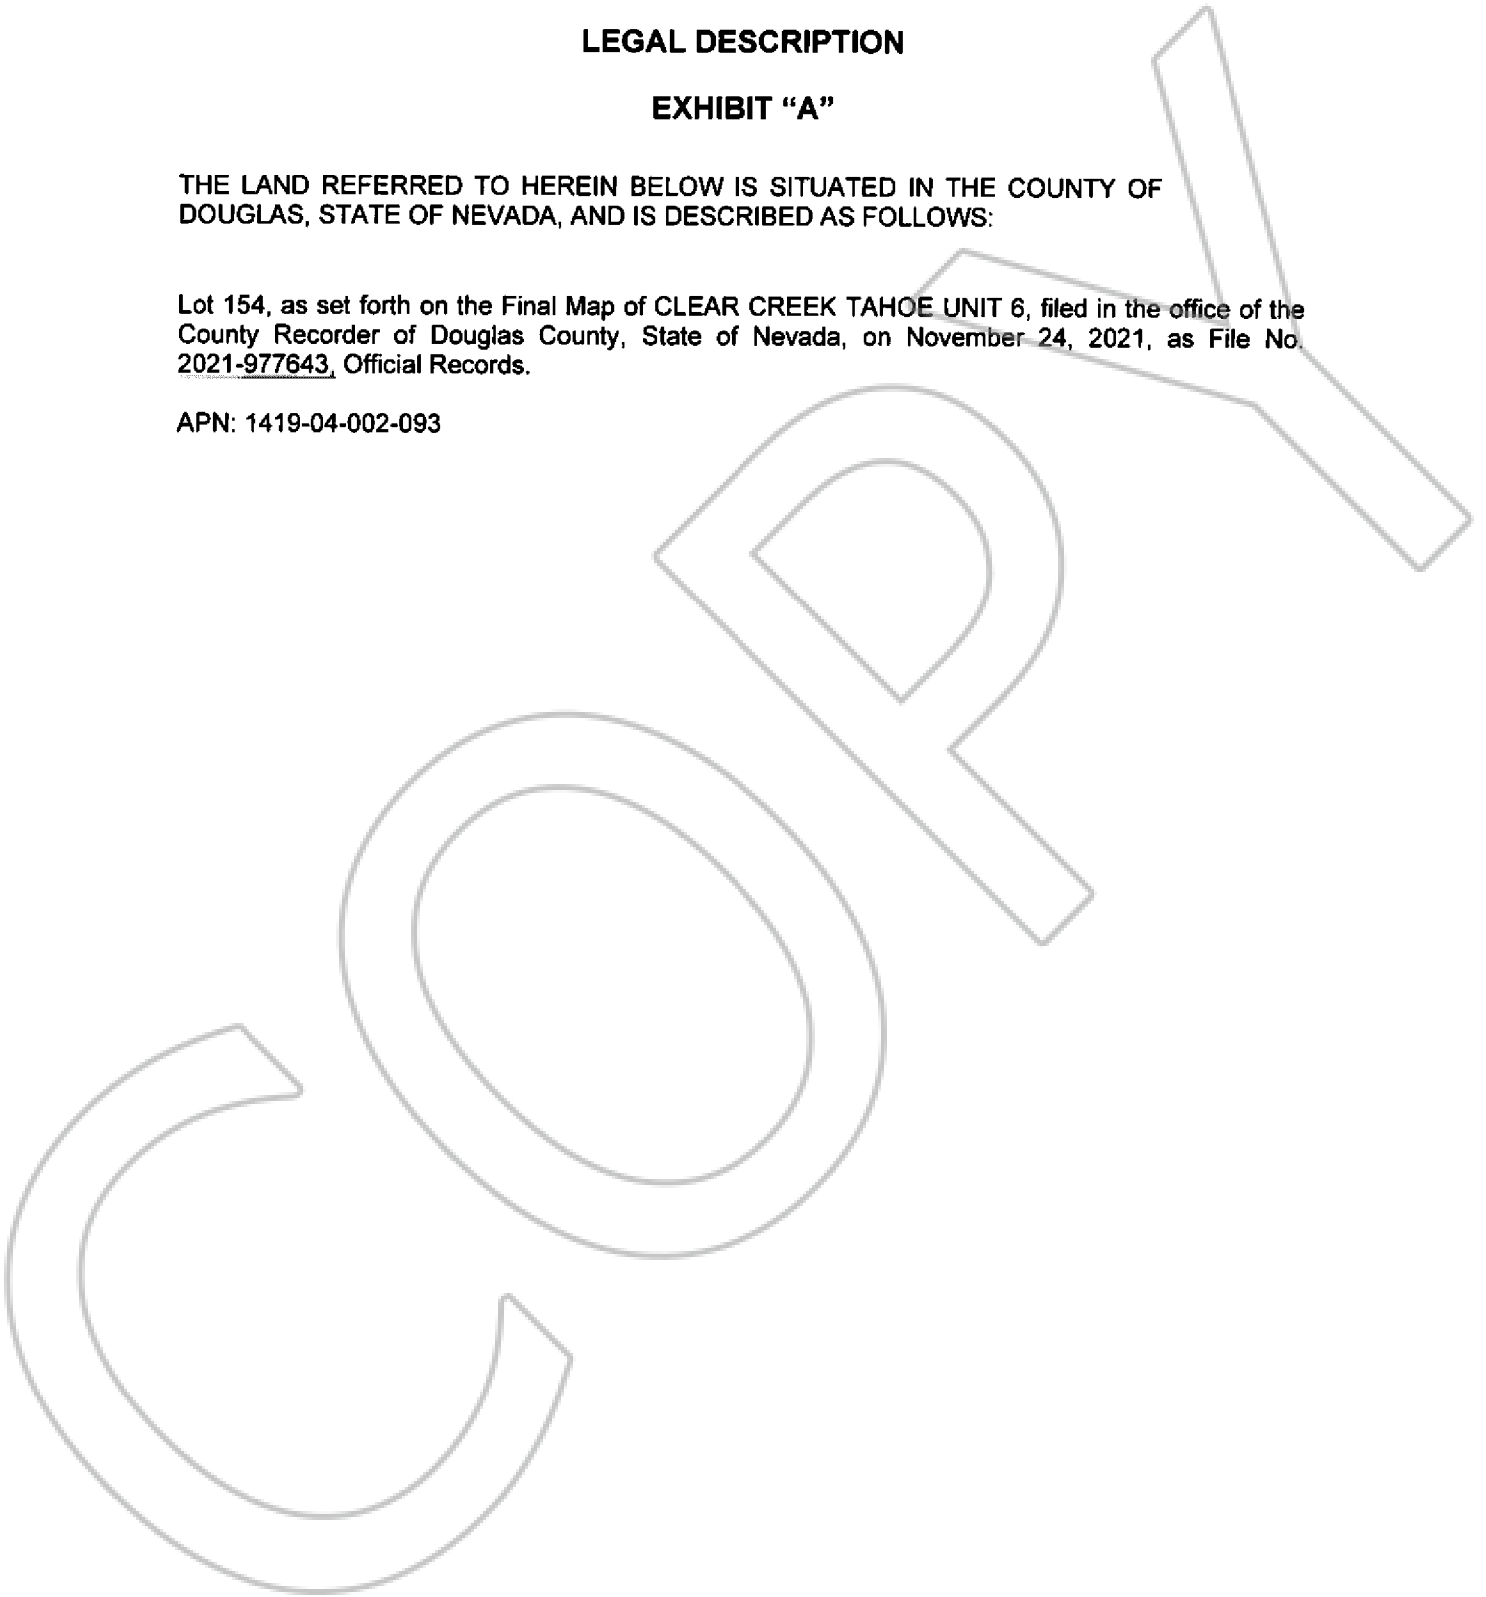 LEGAL DESCRIPTION
EXHIBIT “A”
THE LAND REFERRED TO HEREIN BELOW IS SITUATED IN THE COUNTY OF
DOUGLAS, STATE OF NEVADA, AND IS DESCRIBED AS FOLLOWS:
Lot 154, as set forth on the Final Map of CLEAR CREEK TAHOE UNIT 6, filed in the office of the
County Recorder of Douglas County, State of Nevada, on November 24, 2021, as File No.
2021-977643, Official Records.
APN: 1419-04-002-093
COPY